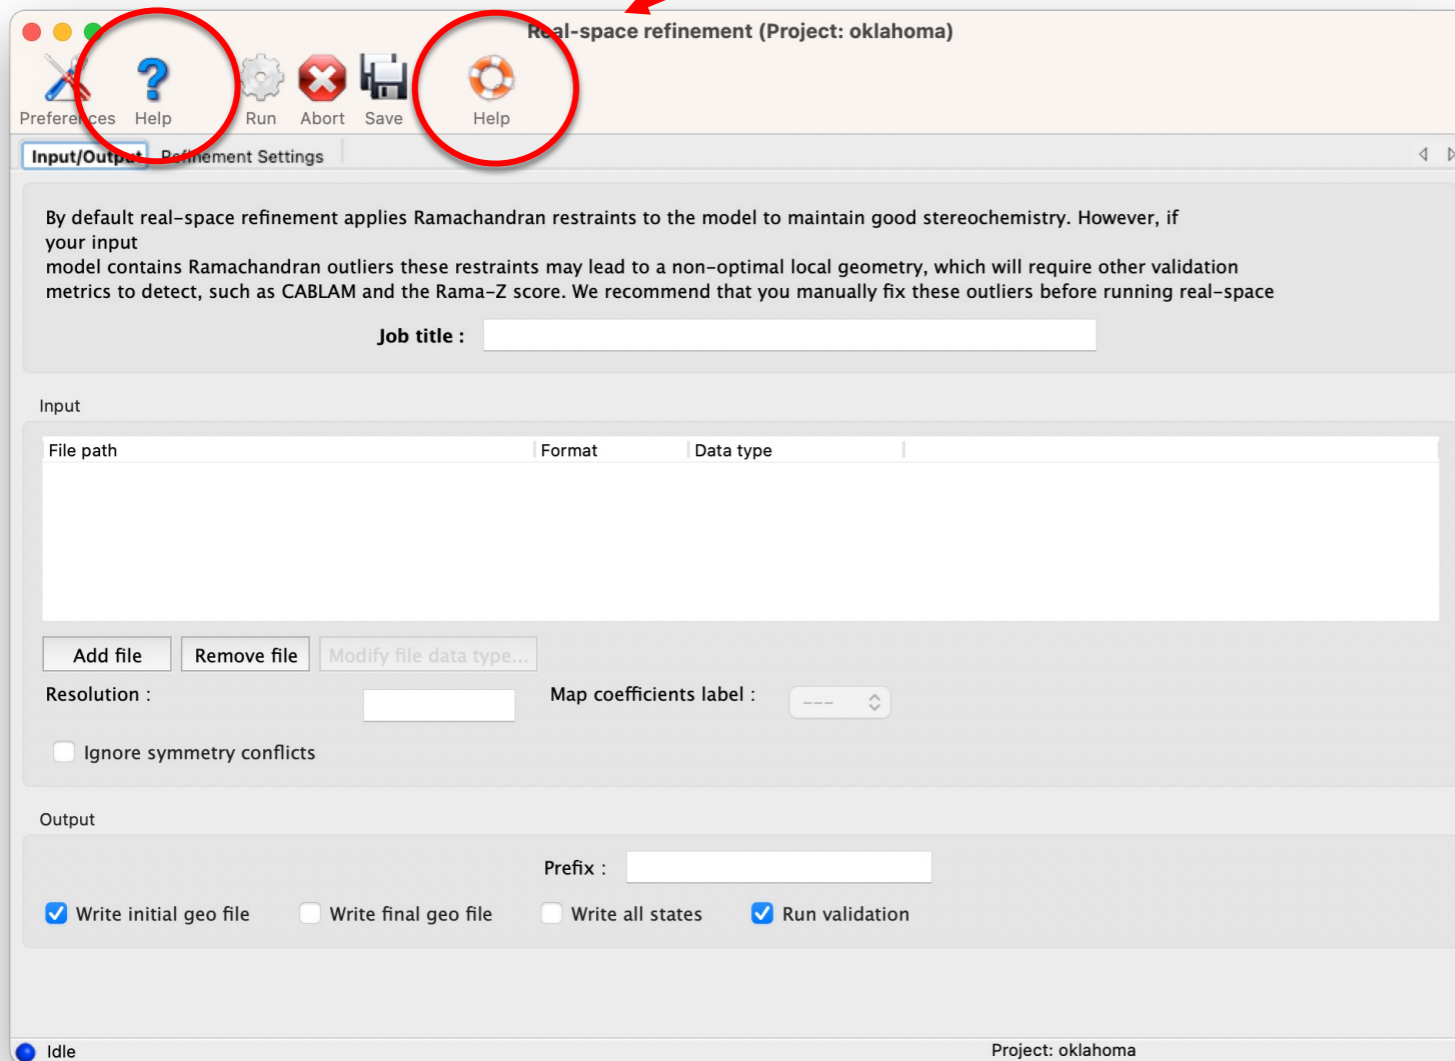 Real-space refinement (Project: oklahoma)
Preferences Help Run Abort Save Help
Input/Output Refinement Settings
By default real-space refinement applies Ramachandran restraints to the model to maintain good stereochemistry. However, if
your input
model contains Ramachandran outliers these restraints may lead to a non-optimal local geometry, which will require other validation
metrics to detect, such as CABLAM and the Rama-Z score. We recommend that you manually fix these outliers before running real-space
Job title :
Input
File path Format Data type
Add file Remove file Modify file data type...
Resolution : Map coefficients label : ---
Ignore symmetry conflicts
Output
Prefix :
Write initial geo file Write final geo file Write all states Run validation
Idle Project: oklahoma